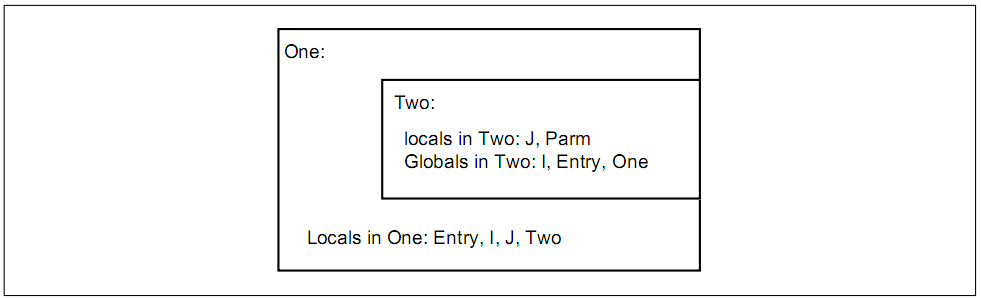 One:
Two:
locals in Two: J, Parm
Globals in Two: I, Entry, One
Locals in One: Entry, I, J, Two